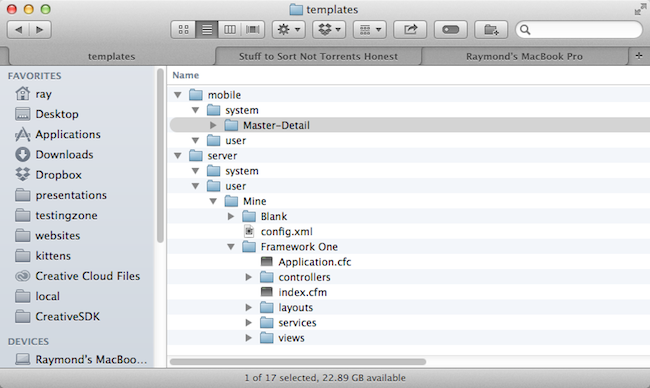 templates
templates
Stuff to Sort Not Torrents Honest
Raymond's MacBook Pro
+
FAVORITES
ray
Desktop
Applications
Downloads
Dropbox
presentations
testingzone
websites
kittens
Creative Cloud Files
local
CreativeSDK
DEVICES
Raymond's MacBoo...
Name
mobile
system
Master-Detail
user
server
system
user
Mine
Blank
config.xml
Framework One
Application.cfc
controllers
index.cfm
layouts
services
views
1 of 17 selected, 22.89 GB available